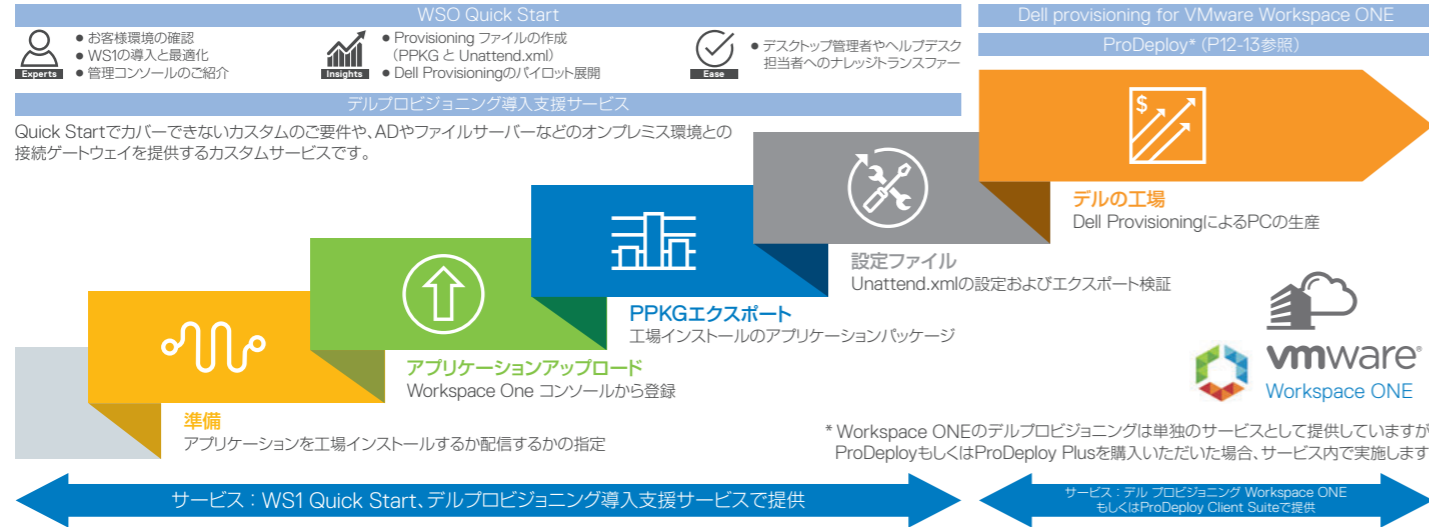 WSO Quick Start
Experts
● お客様環境の確認
● WS1の導入と最適化
● 管理コンソールのご紹介
Insights
● Provisioning ファイルの作成
（PPKG と Unattend.xml）
● Dell Provisioningのパイロット展開
Ease
● デスクトップ管理者やヘルプデスク
担当者へのナレッジトランスファー
デルプロビジョニング導入支援サービス
Quick Startでカバーできないカスタムのご要件や、ADやファイルサーバーなどのオンプレミス環境との
接続ゲートウェイを提供するカスタムサービスです。
Dell provisioning for VMware Workspace ONE
ProDeploy* (P12-13参照）
準備
アプリケーションを工場インストールするか配信するかの指定
アプリケーションアップロード
Workspace One コンソールから登録
PPKGエクスポート
工場インストールのアプリケーションパッケージ
設定ファイル
Unattend.xmlの設定およびエクスポート検証
$
デルの工場
Dell ProvisioningによるPCの生産
vmware®
Workspace ONE
* Workspace ONEのデルプロビジョニングは単独のサービスとして提供していますが
ProDeployもしくはProDeploy Plusを購入いただいた場合、サービス内で実施します
サービス：WS1 Quick Start、デルプロビジョニング導入支援サービスで提供
サービス：デル プロビジョニング Workspace ONE
もしくはProDeploy Client Suiteで提供